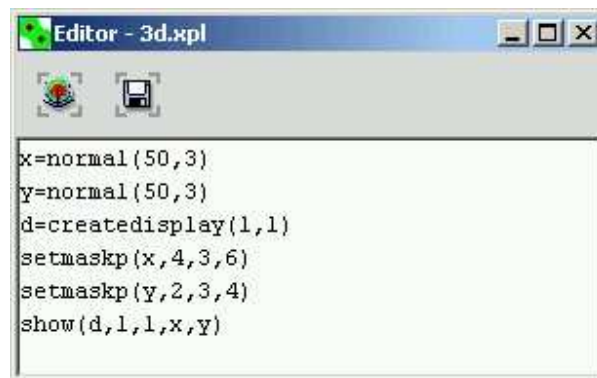 Editor - 3d.xpl
x=normal(50,3)
y=normal(50,3)
d=createdisplay(1,1)
setmaskp(x,4,3,6)
setmaskp(y,2,3,4)
show(d,1,1,x,y)